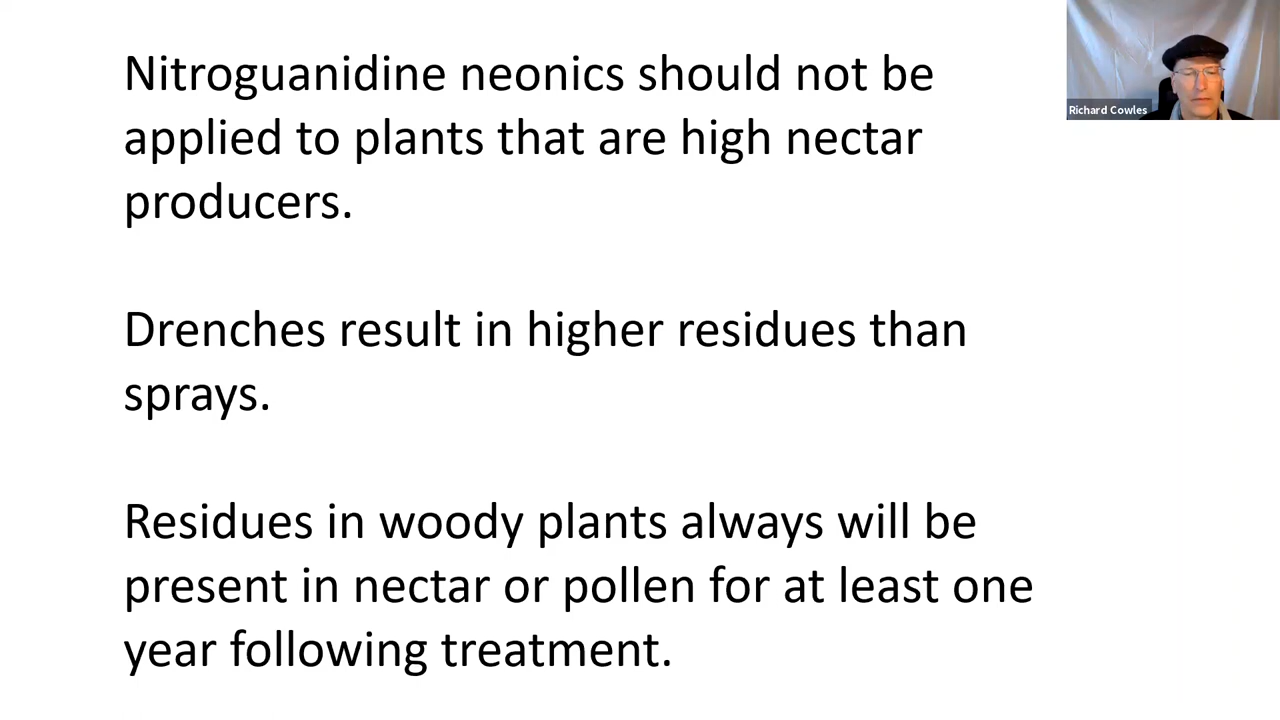 Nitroguanidine neonics should not be
applied to plants that are high nectar
producers.
Drenches result in higher residues than
sprays.
Residues in woody plants always will be
present in nectar or pollen for at least one
year following treatment.
Richard Cowles